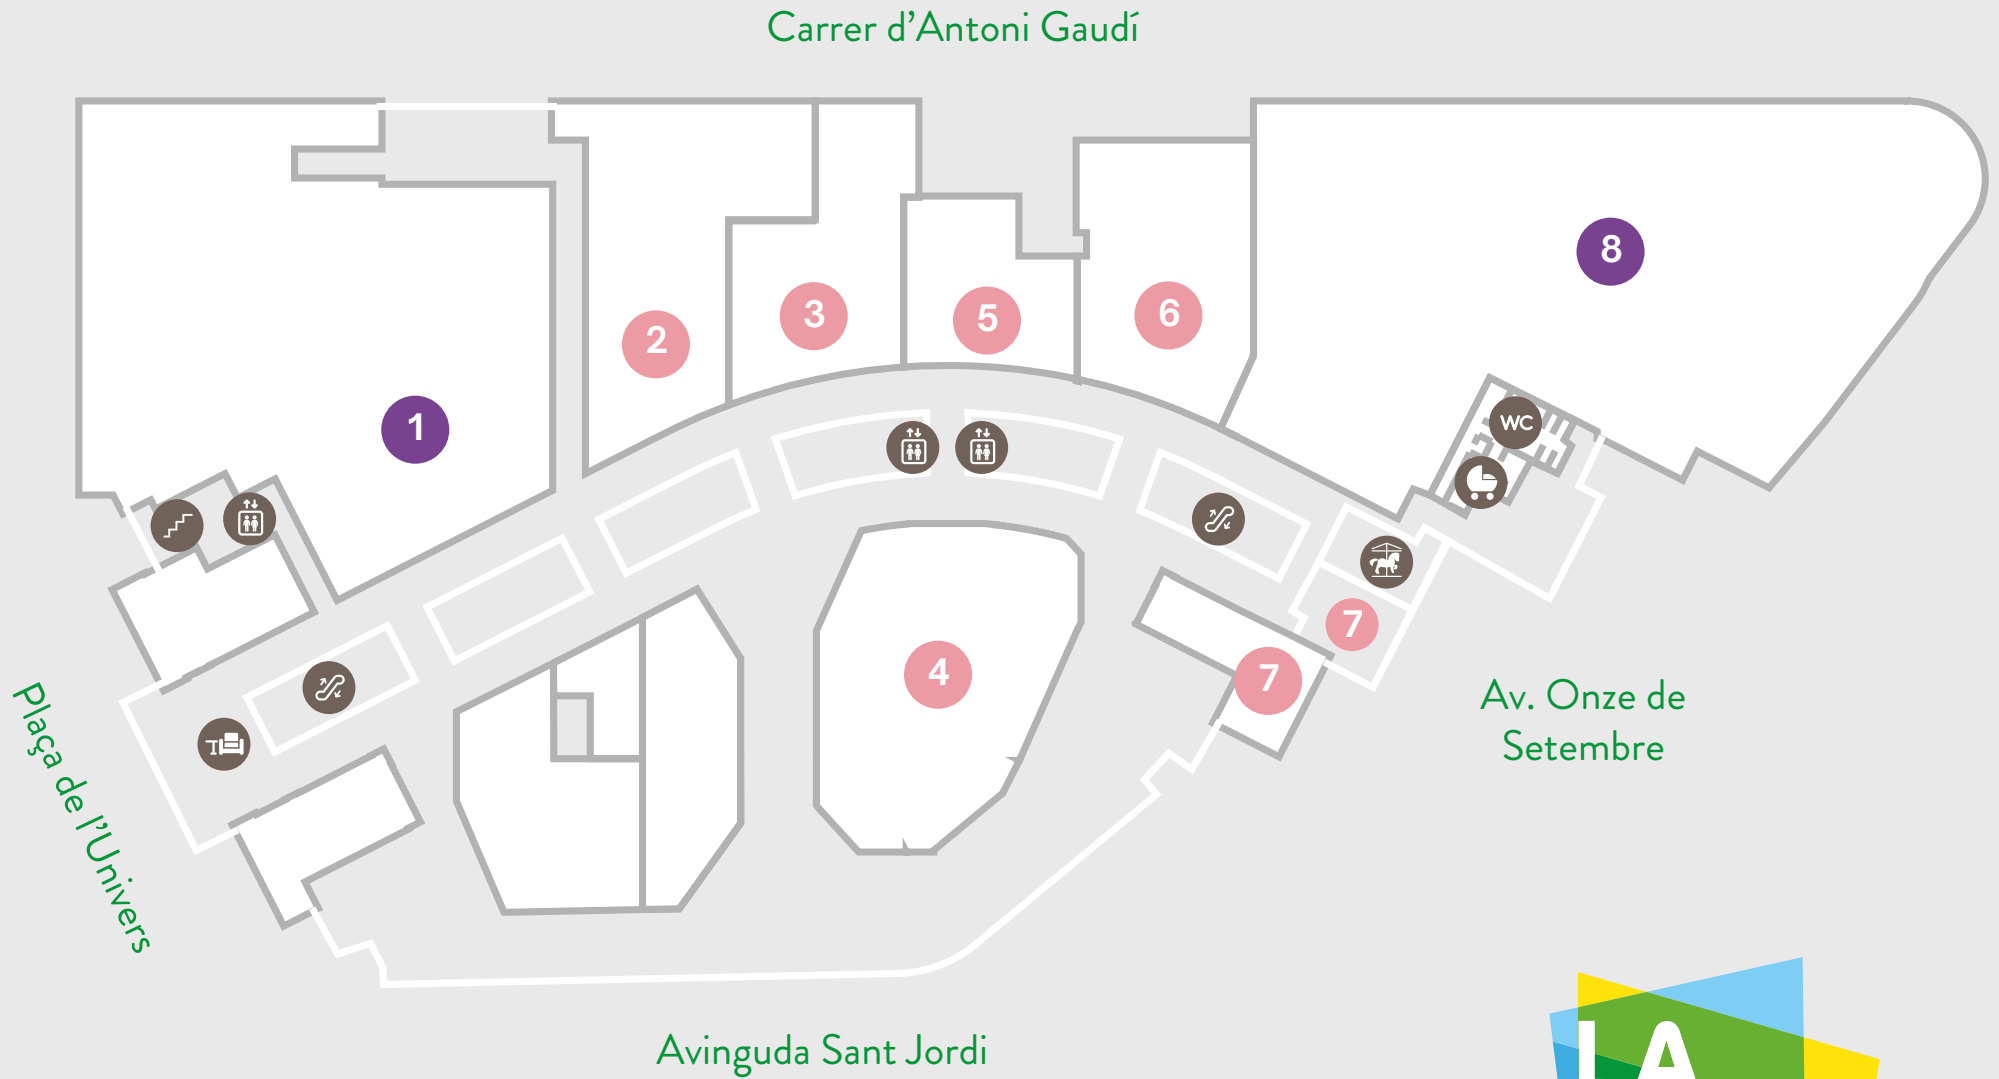 Carrer d’Antoni Gaudí
8
3
5
6
2
1
WC
7
4
7
Plaça de l’Univers
Av. Onze de
Setembre
LA
Avinguda Sant Jordi